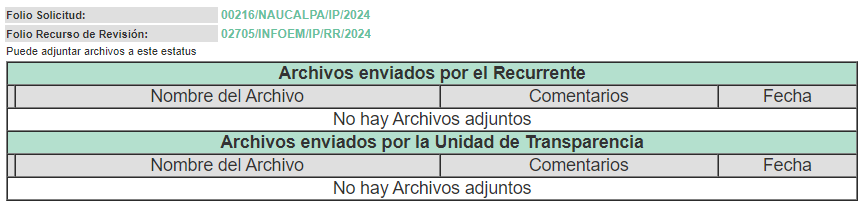 Folio Solicitud: 00216/NAUCALPA/IP/2024
Folio Recurso de Revisión: 02705/INFOEM/IP/RR/2024
Puede adjuntar archivos a este estatus
Archivos enviados por el Recurrente
Nombre del Archivo Comentarios Fecha
No hay Archivos adjuntos
Archivos enviados por la Unidad de Transparencia
Nombre del Archivo Comentarios Fecha
No hay Archivos adjuntos